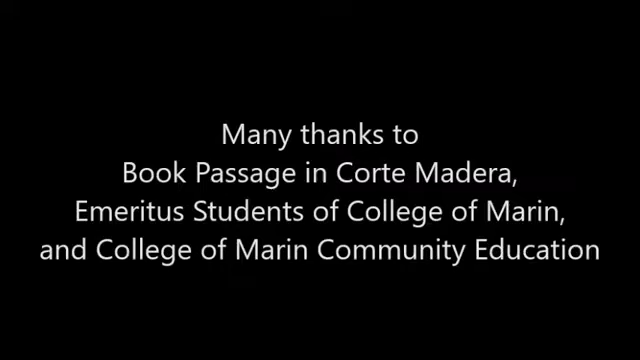 Many thanks to
Book Passage in Corte Madera,
Emeritus Students of College of Marin,
and College of Marin Community Education